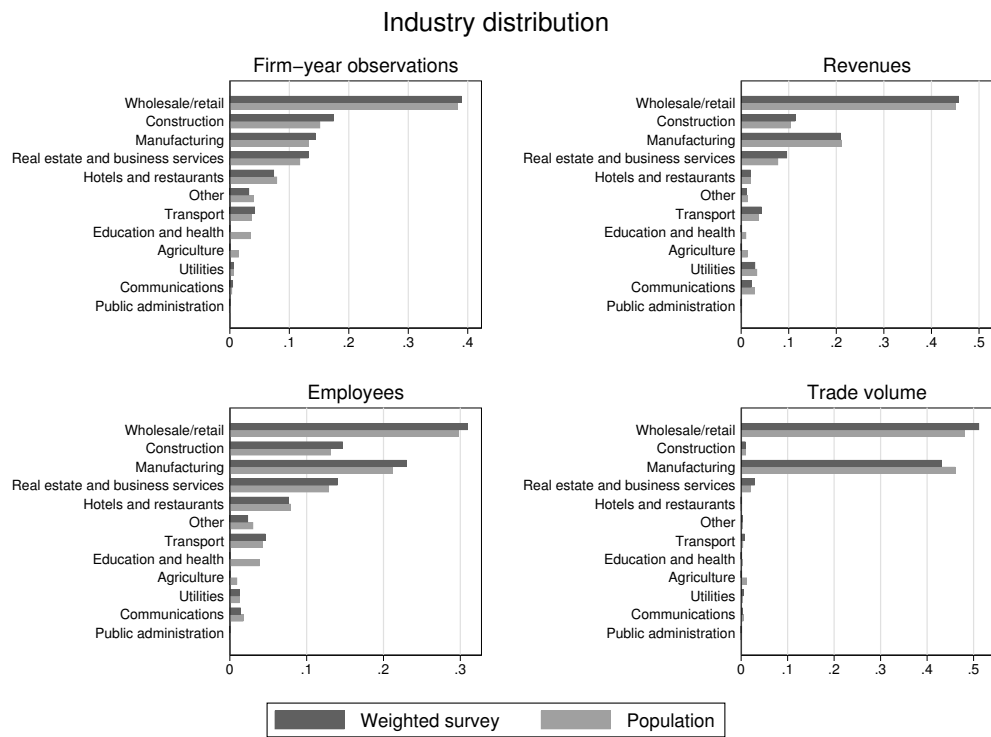 Industry distribution
Firm−year observations
Wholesale/retail
Construction
Manufacturing
Real estate and business services
Hotels and restaurants
Other
Transport
Education and health
Agriculture
Utilities
Communications
Public administration
0 .1 .2 .3 .4
Revenues
Wholesale/retail
Construction
Manufacturing
Real estate and business services
Hotels and restaurants
Other
Transport
Education and health
Agriculture
Utilities
Communications
Public administration
0 .1 .2 .3 .4 .5
Employees
Wholesale/retail
Construction
Manufacturing
Real estate and business services
Hotels and restaurants
Other
Transport
Education and health
Agriculture
Utilities
Communications
Public administration
0 .1 .2 .3
Trade volume
Wholesale/retail
Construction
Manufacturing
Real estate and business services
Hotels and restaurants
Other
Transport
Education and health
Agriculture
Utilities
Communications
Public administration
0 .1 .2 .3 .4 .5
Weighted survey Population